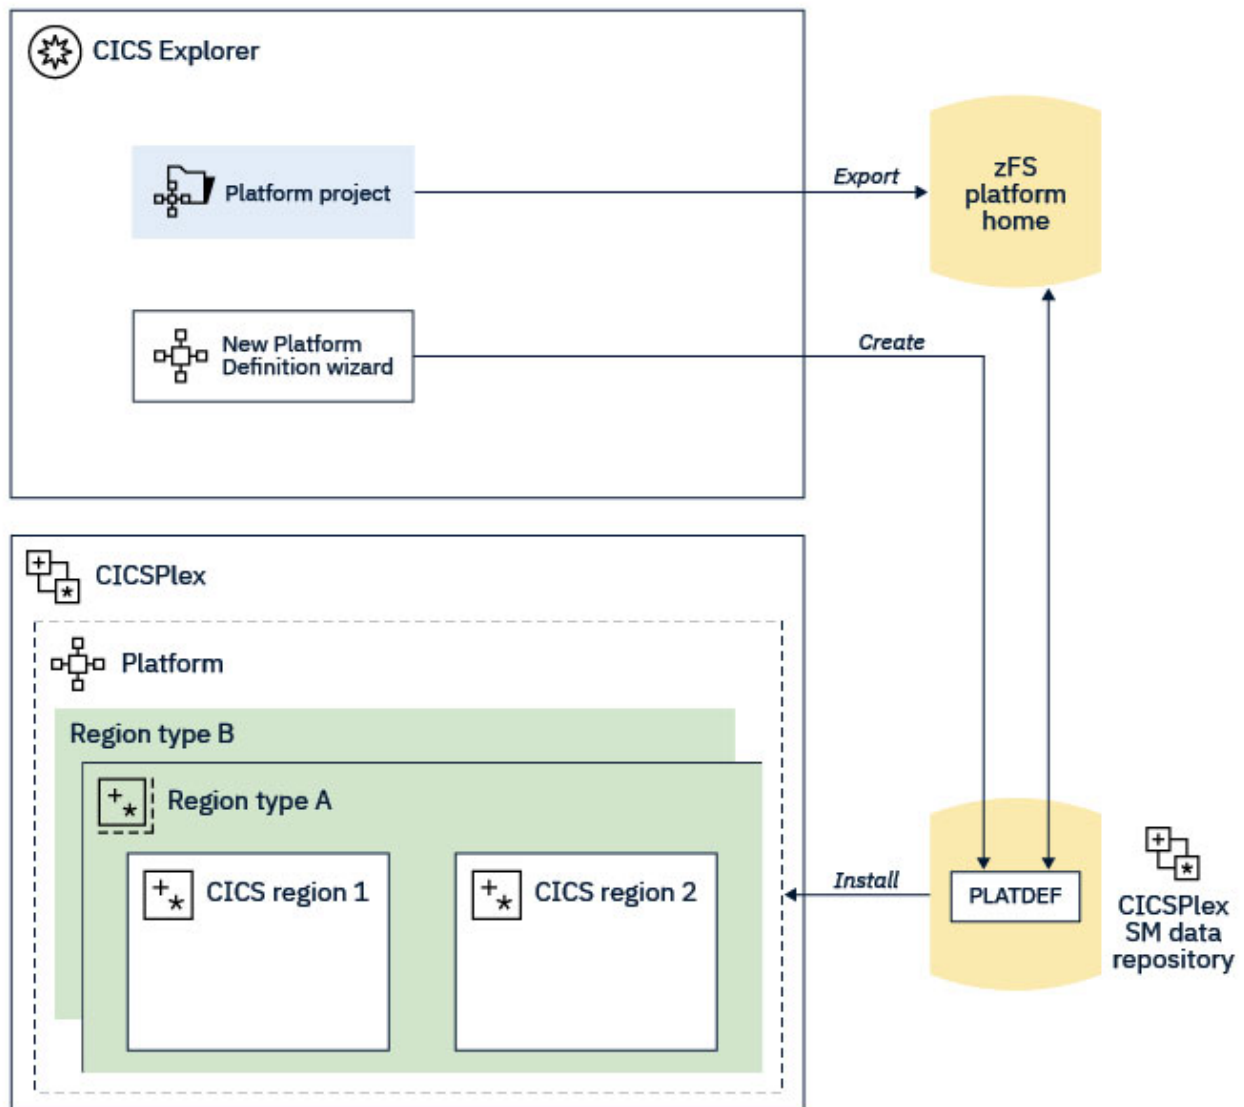 CICS Explorer
Platform project
Export
zFS
platform
home
New Platform
Definition wizard
Create
CICSPlex
Platform
Region type B
Region type A
CICS region 1
CICS region 2
Install
PLATDEF
CICSPlex
SM data
repository